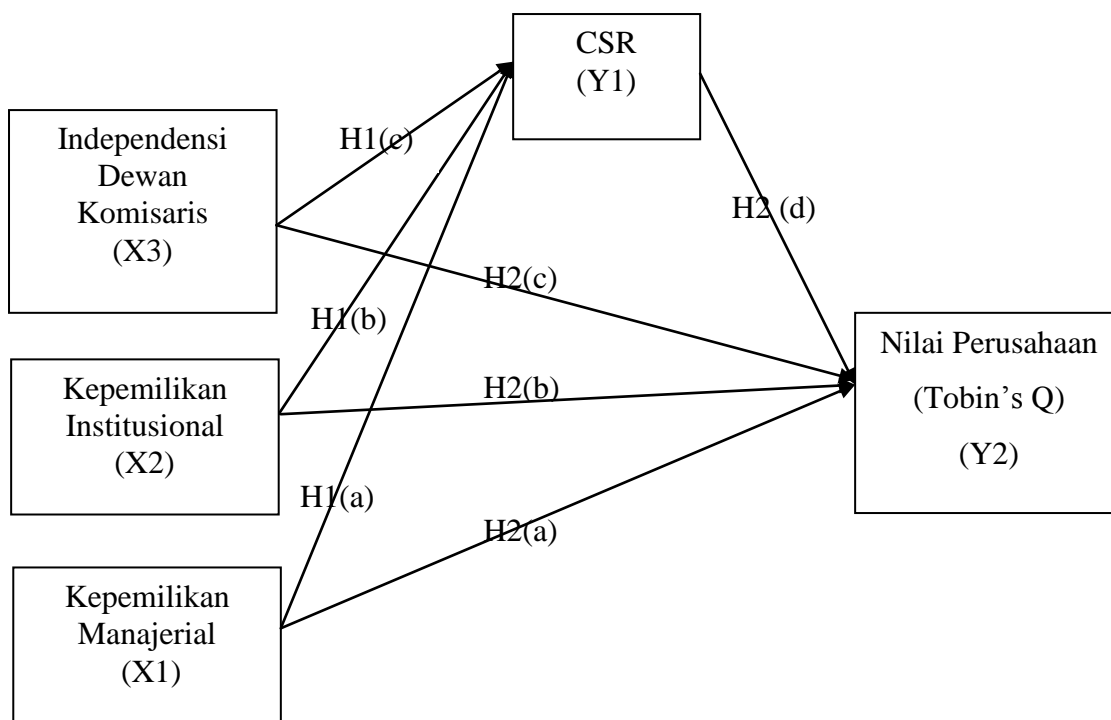 CSR
(Y1)
Independensi
Dewan
Komisaris
(X3)
H1(c)
H2 (d)
H2(c)
H1(b)
Nilai Perusahaan
(Tobin’s Q)
(Y2)
Kepemilikan
Institusional
(X2)
H2(b)
H1(a)
H2(a)
Kepemilikan
Manajerial
(X1)